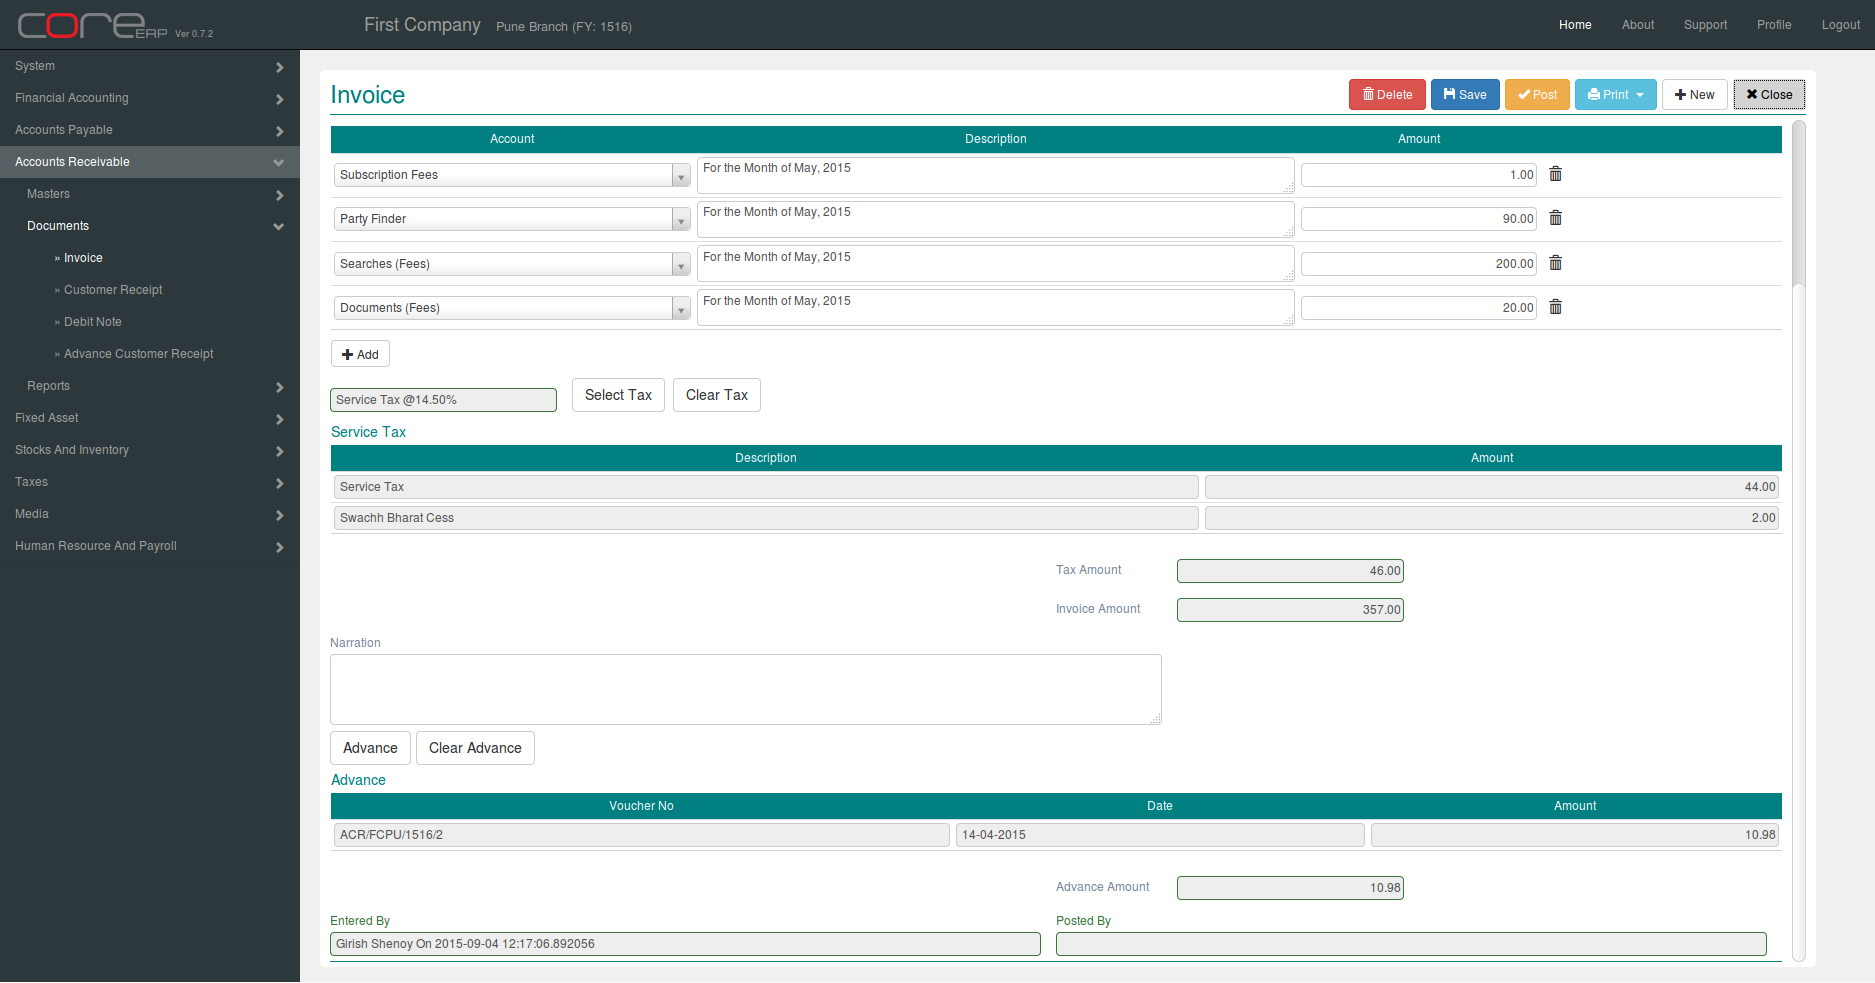 core ERP Ver 0.7.2
First Company Pune Branch (FY: 1516)
Home About Support Profile Logout
System
Financial Accounting
Accounts Payable
Accounts Receivable
Masters
Documents
» Invoice
» Customer Receipt
» Debit Note
» Advance Customer Receipt
Reports
Fixed Asset
Stocks And Inventory
Taxes
Media
Human Resource And Payroll
Invoice
Delete Save Post Print New Close
Account Description Amount
Subscription Fees For the Month of May, 2015 1.00
Party Finder For the Month of May, 2015 90.00
Searches (Fees) For the Month of May, 2015 200.00
Documents (Fees) For the Month of May, 2015 20.00
Add
Service Tax @14.50% Select Tax Clear Tax
Service Tax
Description Amount
Service Tax 44.00
Swachh Bharat Cess 2.00
Tax Amount 46.00
Invoice Amount 357.00
Narration
Advance Clear Advance
Advance
Voucher No Date Amount
ACR/FCPU/1516/2 14-04-2015 10.98
Advance Amount 10.98
Entered By Posted By
Girish Shenoy On 2015-09-04 12:17:06.892056